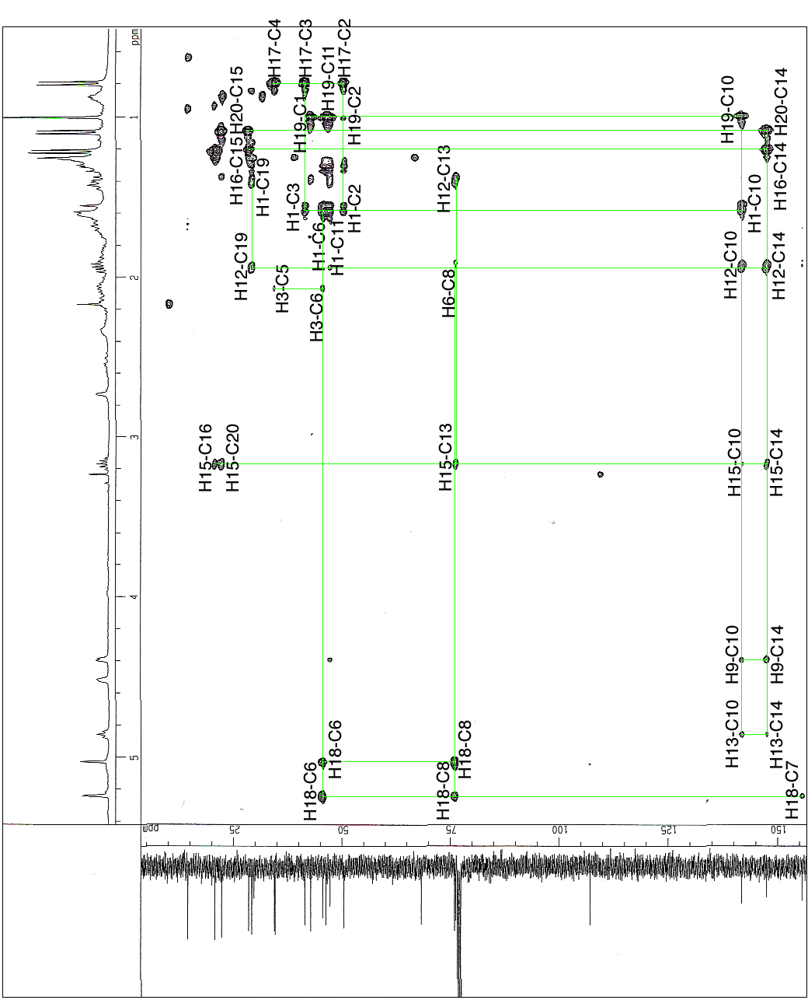 ppm
1
2
3
4
5
ppm
25
50
75
100
125
150
H17-C4
H17-C3
H19-C11
H17-C2
H20-C15
H19-C1
H19-C2
H19-C10
H20-C14
H16-C15
H1-C19
H12-C13
H16-C14
H1-C3
H1-C2
H1-C10
H1-C6
H1-C11
H12-C19
H12-C10
H12-C14
H3-C5
H3-C6
H6-C8
H15-C16
H15-C20
H15-C13
H15-C10
H15-C14
H9-C10
H9-C14
H13-C10
H13-C14
H18-C6
H18-C8
H18-C6
H18-C8
H18-C7